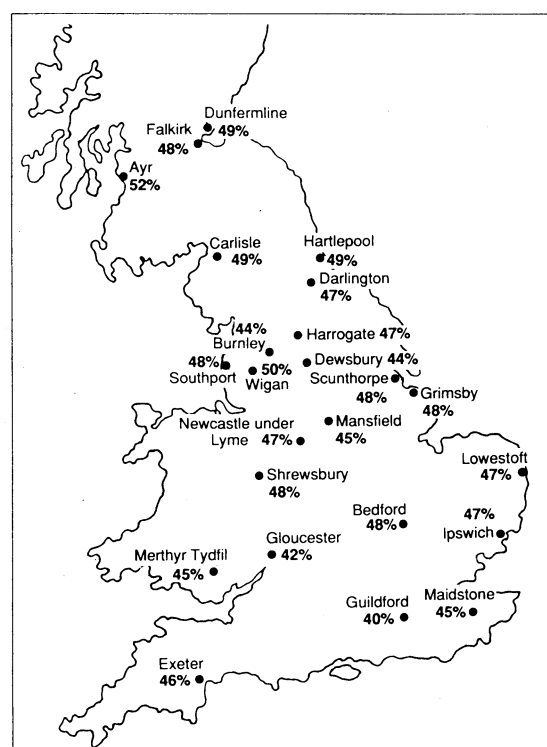 Dunfermline
49%
Falkirk
48%
Ayr
52%
Carlisle
49%
Hartlepool
49%
Darlington
47%
44%
Burnley
Harrogate 47%
48%
Southport
50%
Wigan
Dewsbury 44%
Scunthorpe
48%
Grimsby
48%
Newcastle under
Lyme 47%
Mansfield
45%
Lowestoft
47%
Shrewsbury
48%
Bedford
48%
47%
Ipswich
Gloucester
42%
Merthyr Tydfil
45%
Guildford
40%
Maidstone
45%
Exeter
46%